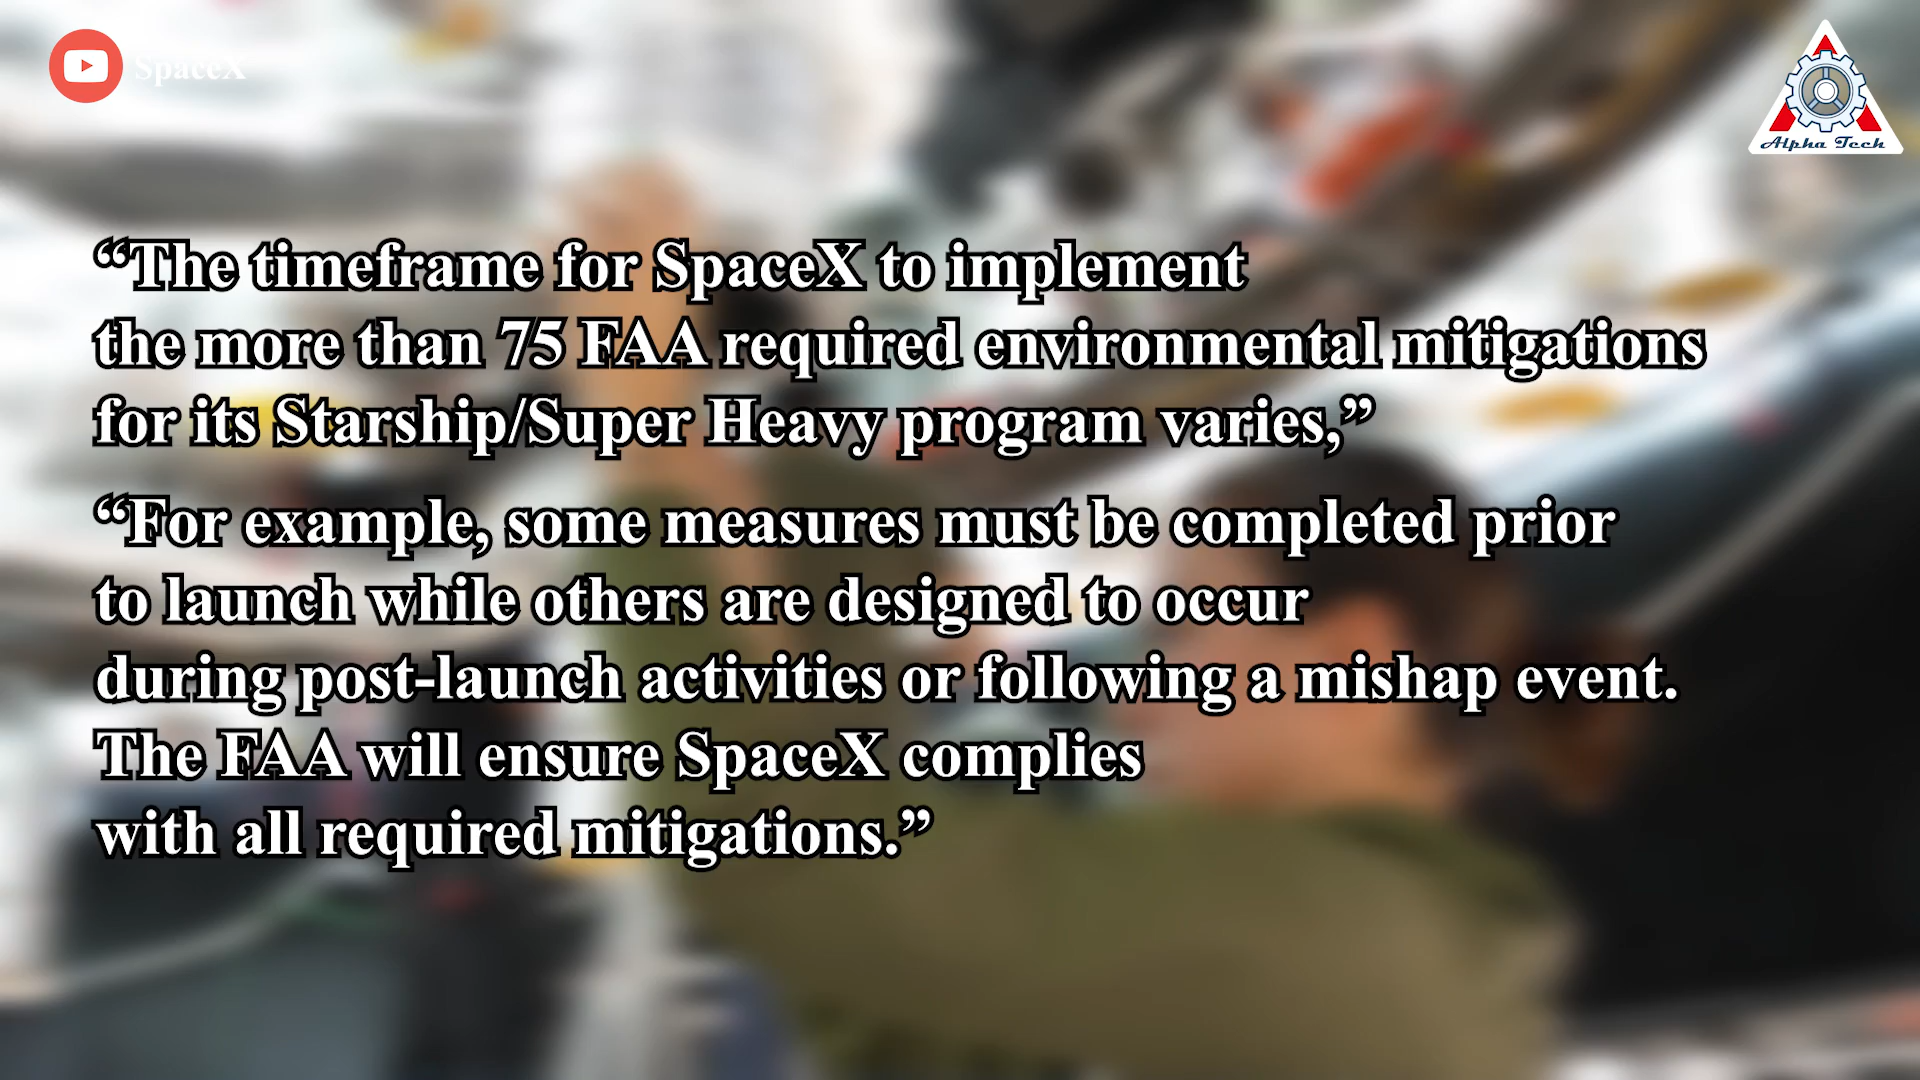 SpaceX
Alpha Tech
“The timeframe for SpaceX to implement
the more than 75 FAA required environmental mitigations
for its Starship/Super Heavy program varies,”
“For example, some measures must be completed prior
to launch while others are designed to occur
during post-launch activities or following a mishap event.
The FAA will ensure SpaceX complies
with all required mitigations.”